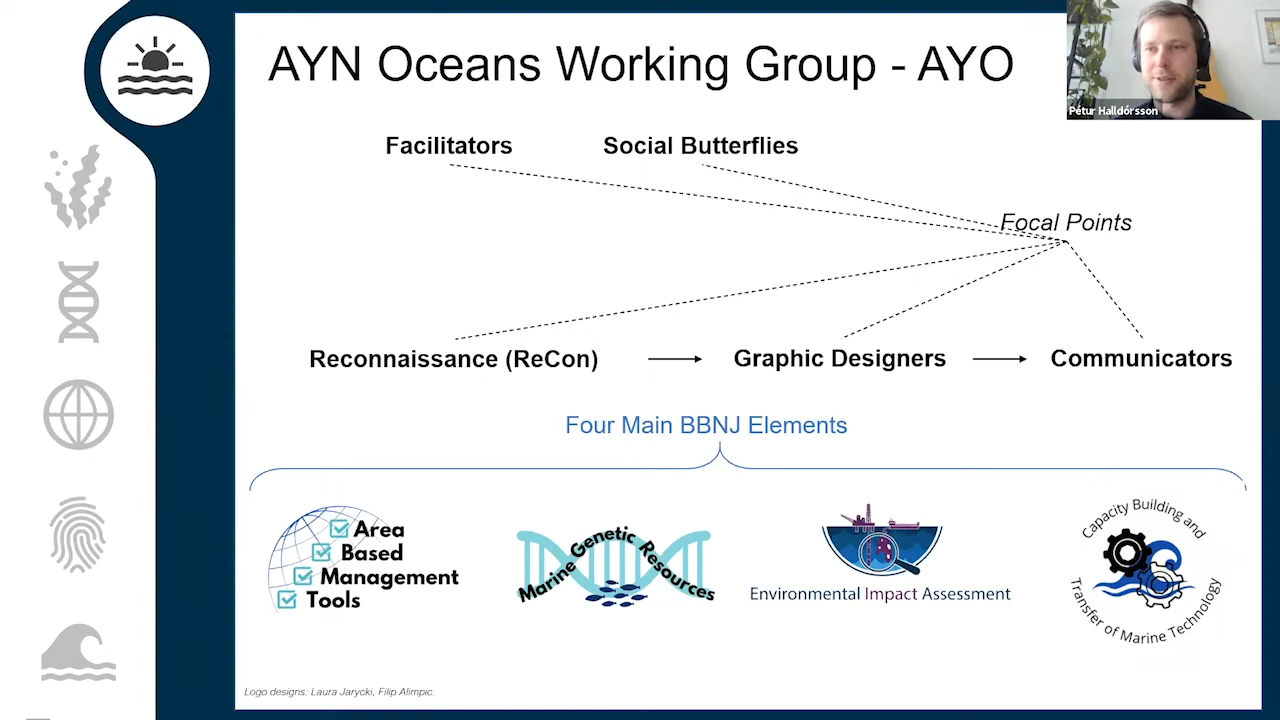 AYN Oceans Working Group - AYO
Pétur Halldórsson
Facilitators
Social Butterflies
Focal Points
Reconnaissance (ReCon)
Graphic Designers
Communicators
Four Main BBNJ Elements
Area
Based
Management
Tools
Marine Genetic Resources
Environmental Impact Assessment
Capacity Building and
Transfer of Marine Technology
Logo designs: Laura Jarycki, Filip Alimpic.